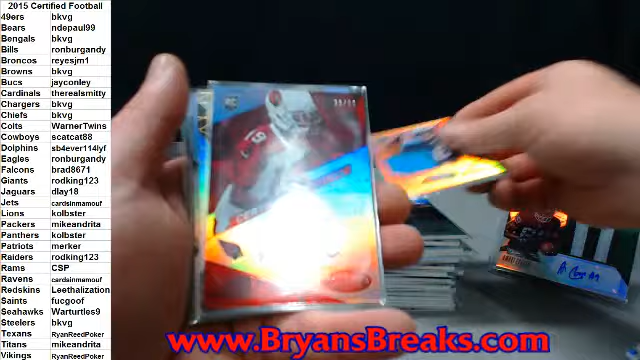 2015 Certified Football
49ers bkvg
Bears ndepaul99
Bengals bkvg
Bills ronburgandy
Broncos reyesjm1
Browns bkvg
Bucs jayconley
Cardinals therealsmitty
Chargers bkvg
Chiefs bkvg
Colts WarnerTwins
Cowboys scatcat88
Dolphins sb4ever114lyf
Eagles ronburgandy
Falcons brad8671
Giants rodking123
Jaguars dlay18
Jets cardsinmamouf
Lions kolbster
Packers mikeandrita
Panthers kolbster
Patriots merker
Raiders rodking123
Rams CSP
Ravens cardsinmamouf
Redskins Leethalization
Saints fucgoof
Seahawks Warturtles9
Steelers bkvg
Texans RyanReedPoker
Titans mikeandrita
Vikings RyanReedPoker
RC
19
www.BryansBreaks.com